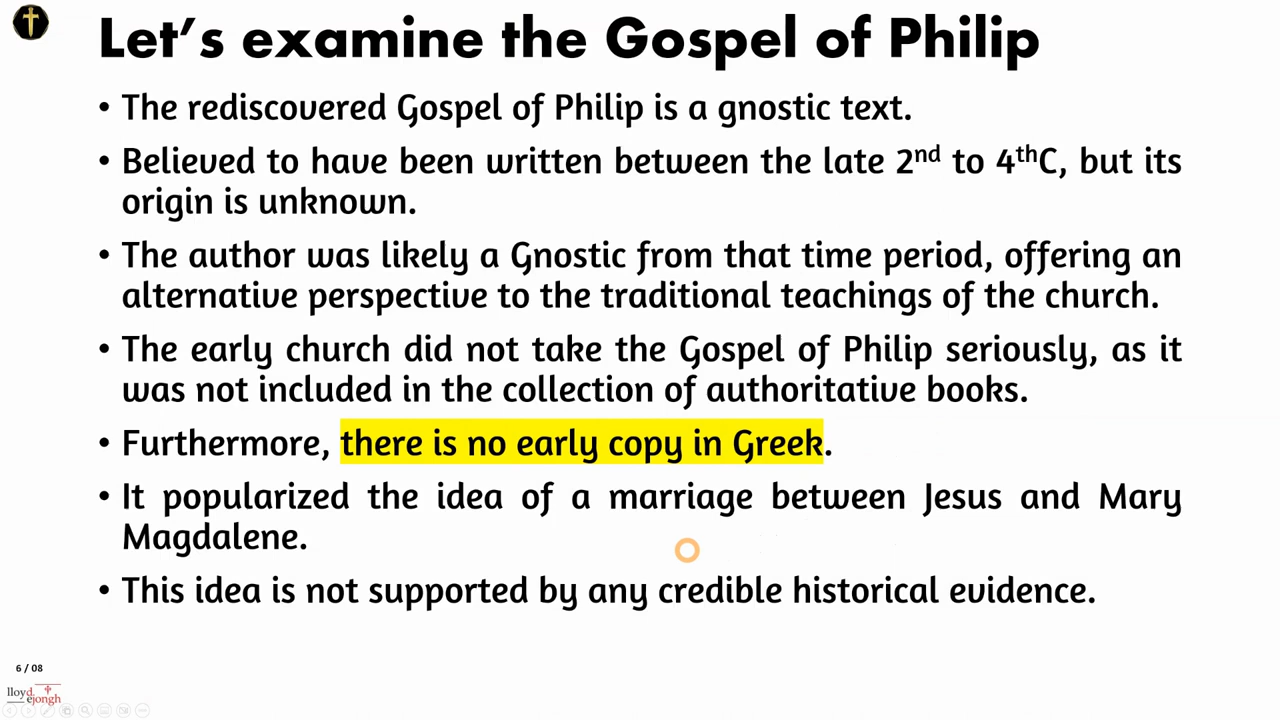 Let's examine the Gospel of Philip
• The rediscovered Gospel of Philip is a gnostic text.
• Believed to have been written between the late 2nd to 4thC, but its
origin is unknown.
• The author was likely a Gnostic from that time period, offering an
alternative perspective to the traditional teachings of the church.
• The early church did not take the Gospel of Philip seriously, as it
was not included in the collection of authoritative books.
• Furthermore, there is no early copy in Greek.
• It popularized the idea of a marriage between Jesus and Mary
Magdalene.
• This idea is not supported by any credible historical evidence.
6 / 08
lloyd
ejongh